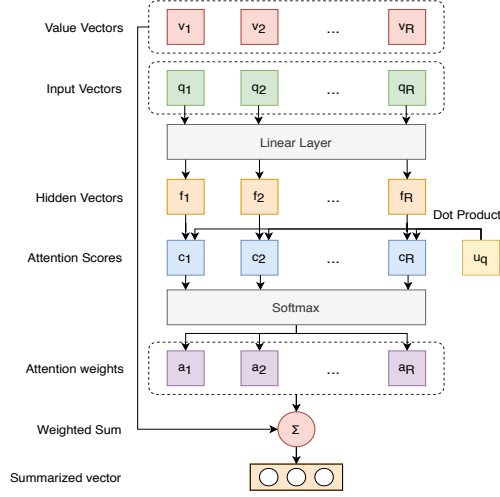 Value Vectors v1 v2 ... vR
Input Vectors q1 q2 ... qR
Linear Layer
Hidden Vectors f1 f2 ... fR
Dot Product
Attention Scores c1 c2 ... cR uq
Softmax
Attention weights a1 a2 ... aR
Weighted Sum Σ
Summarized vector